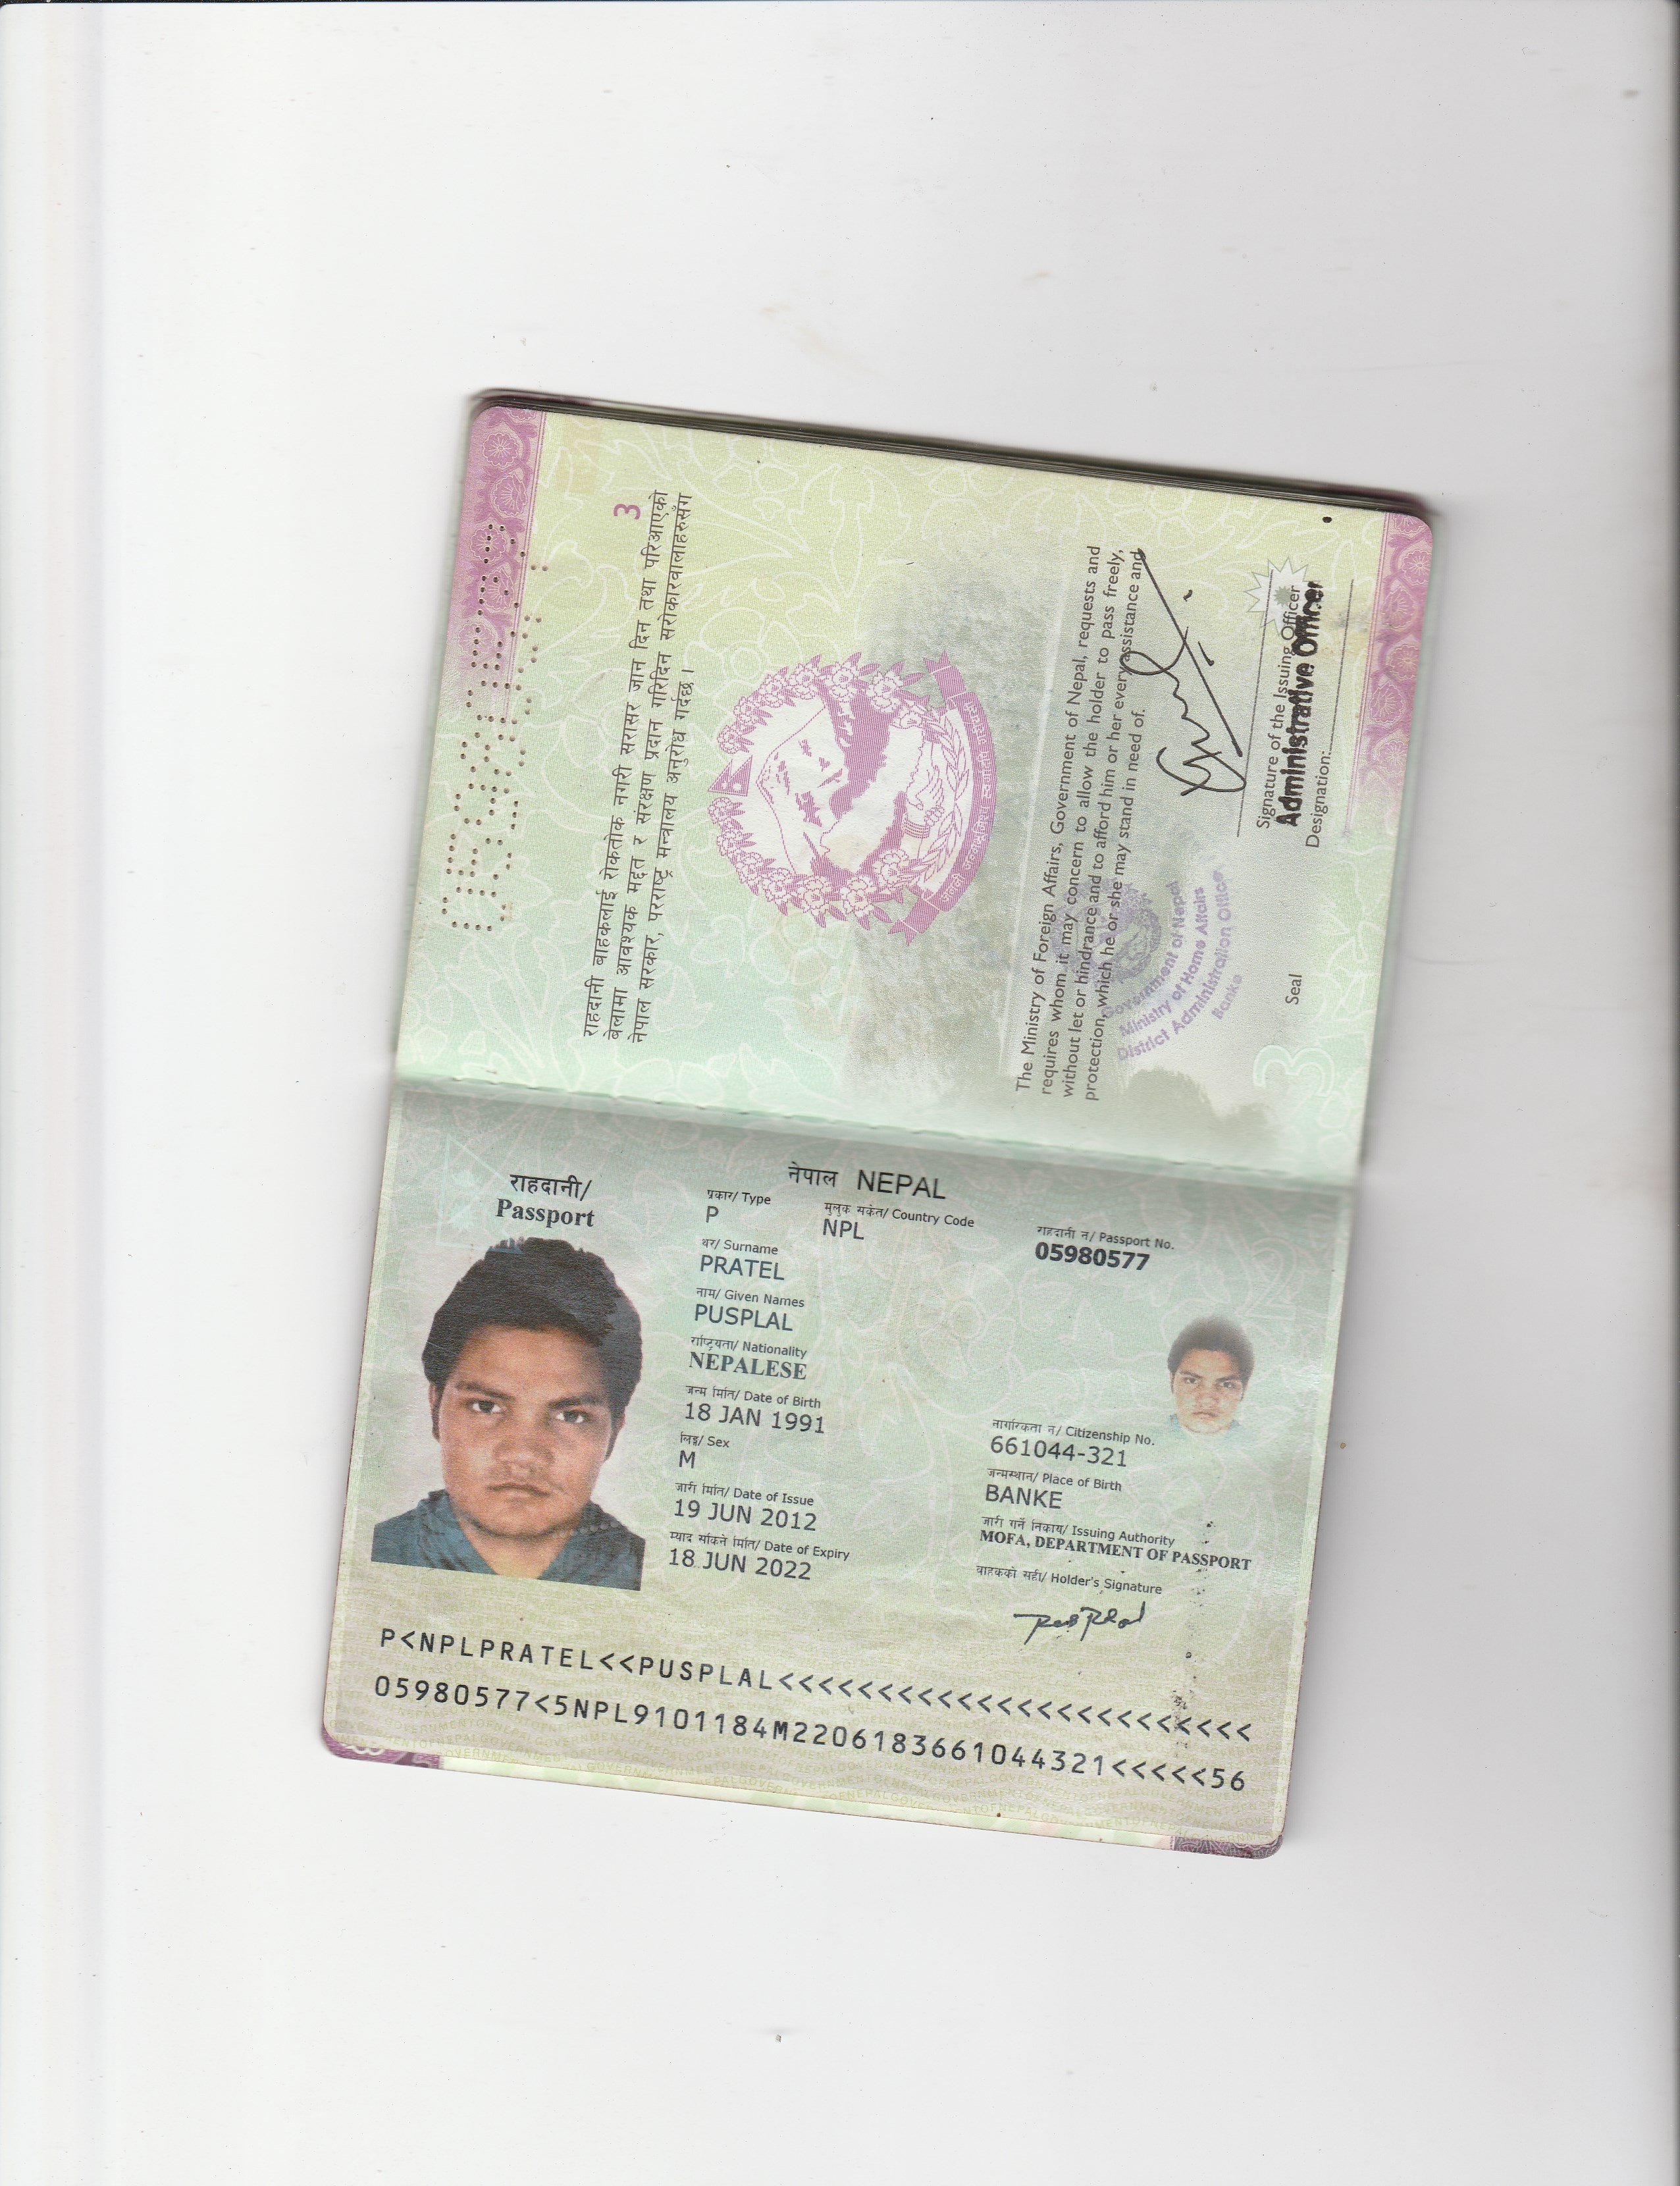 3
राहदानी बाहकलाई रोकतोक नगरी सरासर जान दिन तथा परिआएको
बेलामा आवश्यक मद्दत र संरक्षण प्रदान गरिदिन सरोकारवालाहरुसँग
नेपाल सरकार, परराष्ट्र मन्त्रालय अनुरोध गर्दछ ।
The Ministry of Foreign Affairs, Government of Nepal, requests and
requires whom it may concern to allow the holder to pass freely,
without let or hindrance and to afford him or her every assistance and
protection, which he or she may stand in need of.
Government of Nepal
Ministry of Home Affairs
District Administration Office
Banke
Signature of the Issuing Officer
Administrative Officer
Designation:
Seal
3
राहदानी/
Passport
नेपाल NEPAL
प्रकार/ Type
P
मुलुक संकेत/ Country Code
NPL
राहदानी नं/ Passport No.
05980577
थर/ Surname
PRATEL
नाम/ Given Names
PUSPLAL
राष्ट्रियता/ Nationality
NEPALESE
जन्म मिति/ Date of Birth
18 JAN 1991
नागरिकता नं/ Citizenship No.
661044-321
लिङ्ग/ Sex
M
जन्मस्थान/ Place of Birth
BANKE
जारी मिति/ Date of Issue
19 JUN 2012
जारी गर्ने निकाय/ Issuing Authority
MOFA, DEPARTMENT OF PASSPORT
म्याद सकिने मिति/ Date of Expiry
18 JUN 2022
वाहकको सही/ Holder's Signature
P<NPLPRATEL<<PUSPLAL<<<<<<<<<<<<<<<<<<<<<<<<
05980577<5NPL9101184M2206183661044321<<<<<56